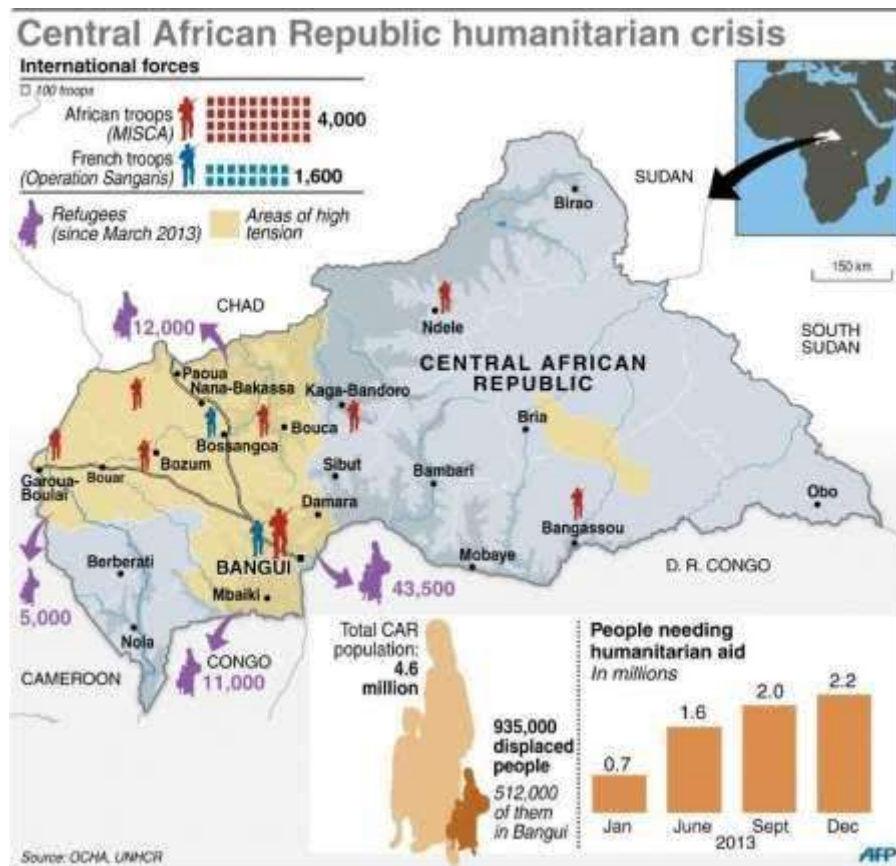 Central African Republic humanitarian crisis
International forces
100 troops
African troops
(MISCA)
4,000
French troops
(Operation Sangaris)
1,600
Refugees
(since March 2013)
Areas of high
tension
SUDAN
Birao
150 km
CHAD
12,000
Ndele
SOUTH
SUDAN
CENTRAL AFRICAN
REPUBLIC
Paoua
Nana-Bakassa
Kaga-Bandoro
Bria
Bouca
Bossangoa
Bozum
Sibut
Bambari
Garoua-
Boulai
Bouar
Damara
Obo
Bangassou
BANGUI
Mobaye
D. R. CONGO
Berberati
43,500
Mbaiki
5,000
Nola
CONGO
11,000
CAMEROON
Total CAR
population:
4.6
million
935,000
displaced
people
512,000
of them
in Bangui
People needing
humanitarian aid
In millions
0.7
1.6
2.0
2.2
Jan
June
Sept
Dec
2013
Source: OCHA, UNHCR
AFP